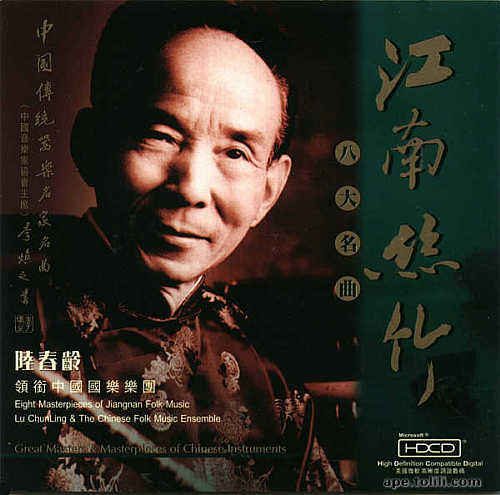 江南絲竹
八大名曲
中國傳統器樂名家名曲
(中國音樂家協會主席)李煥之書
陸春齡
領銜中國國樂樂團
Eight Masterpieces of Jiangnan Folk Music
Lu ChunLing & The Chinese Folk Music Ensemble
Great Masters & Masterpieces of Chinese Instruments
Microsoft®
HDCD®
High Definition Compatible Digital
ape.tolili.com